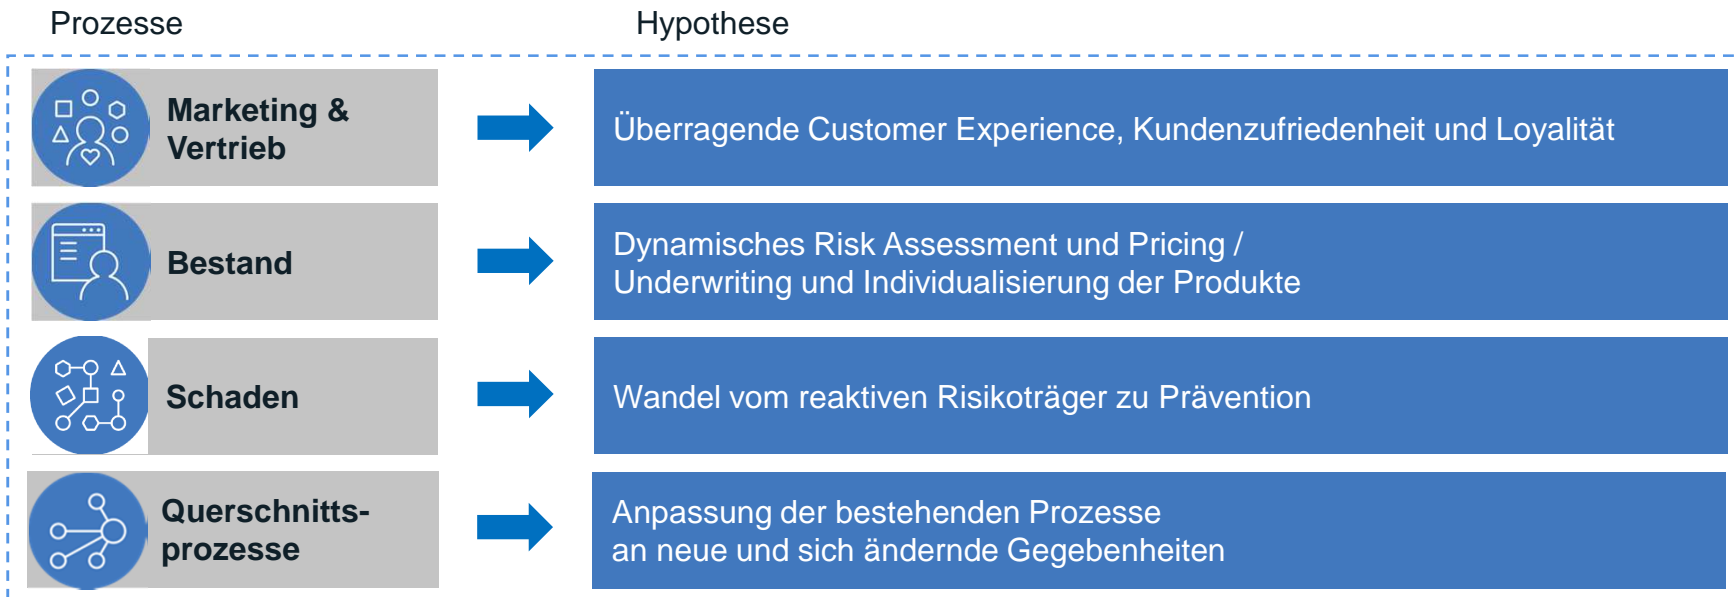 Prozesse
Hypothese
Marketing &
Vertrieb
Überragende Customer Experience, Kundenzufriedenheit und Loyalität
Bestand
Dynamisches Risk Assessment und Pricing /
Underwriting und Individualisierung der Produkte
Schaden
Wandel vom reaktiven Risikoträger zu Prävention
Querschnitts-
prozesse
Anpassung der bestehenden Prozesse
an neue und sich ändernde Gegebenheiten